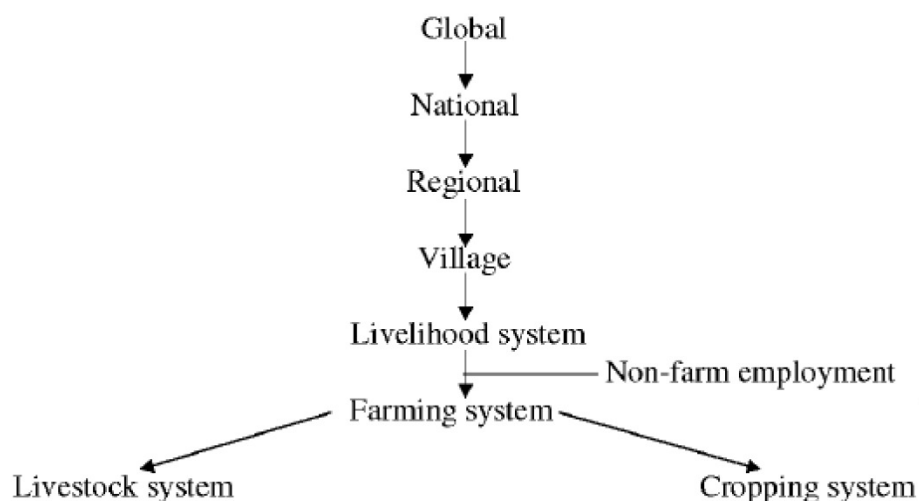 Global
National
Regional
Village
Livelihood system
Non-farm employment
Farming system
Livestock system
Cropping system